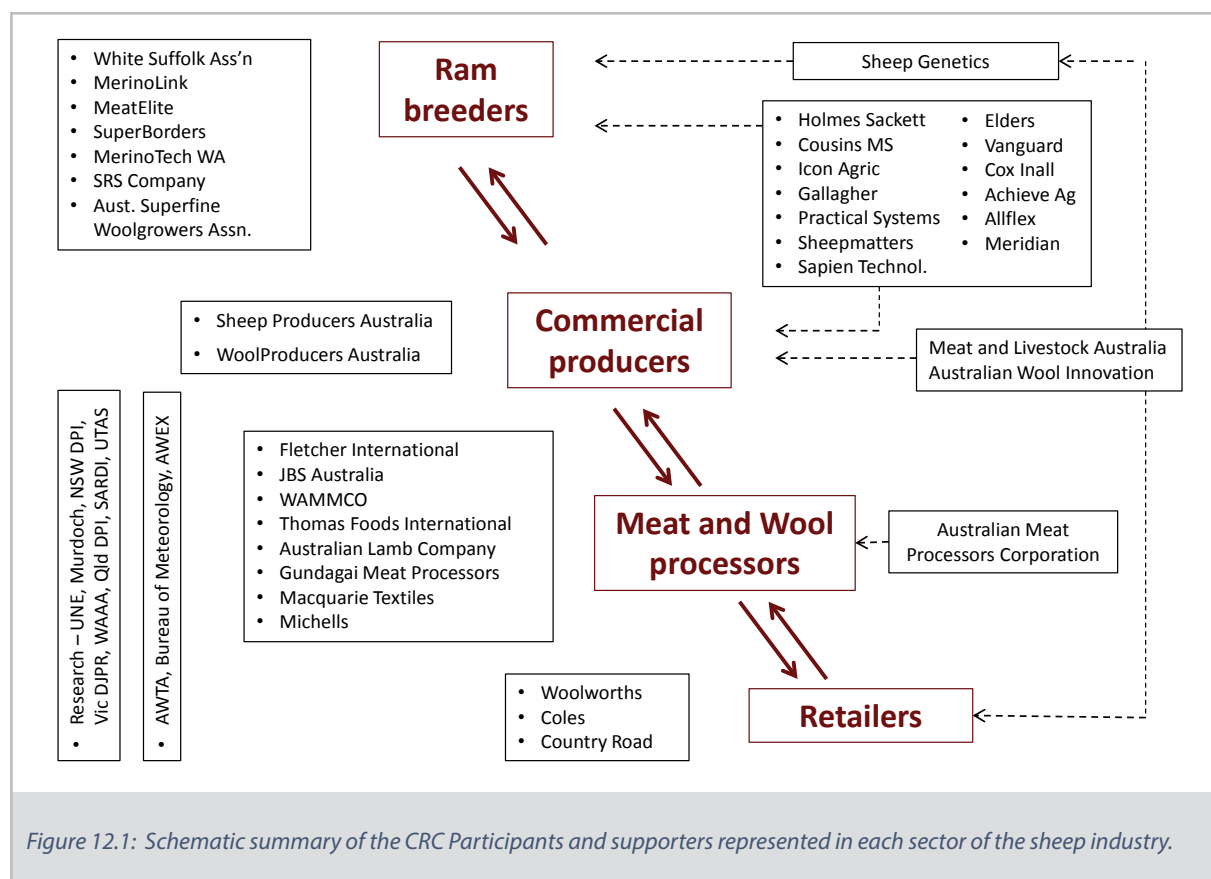 • White Suffolk Ass’n
• MerinoLink
• MeatElite
• SuperBorders
• MerinoTech WA
• SRS Company
• Aust. Superfine
Woolgrowers Assn.
Ram
breeders
Sheep Genetics
• Holmes Sackett
• Cousins MS
• Icon Agric
• Gallagher
• Practical Systems
• Sheepmatters
• Sapien Technol.
• Elders
• Vanguard
• Cox Inall
• Achieve Ag
• Allflex
• Meridian
• Sheep Producers Australia
• WoolProducers Australia
Commercial
producers
Meat and Livestock Australia
Australian Wool Innovation
• Research – UNE, Murdoch, NSW DPI,
Vic DJPR, WAAA, Qld DPI, SARDI, UTAS
• AWTA, Bureau of Meteorology, AWEX
• Fletcher International
• JBS Australia
• WAMMCO
• Thomas Foods International
• Australian Lamb Company
• Gundagai Meat Processors
• Macquarie Textiles
• Michells
Meat and Wool
processors
Australian Meat
Processors Corporation
• Woolworths
• Coles
• Country Road
Retailers
Figure 12.1: Schematic summary of the CRC Participants and supporters represented in each sector of the sheep industry.